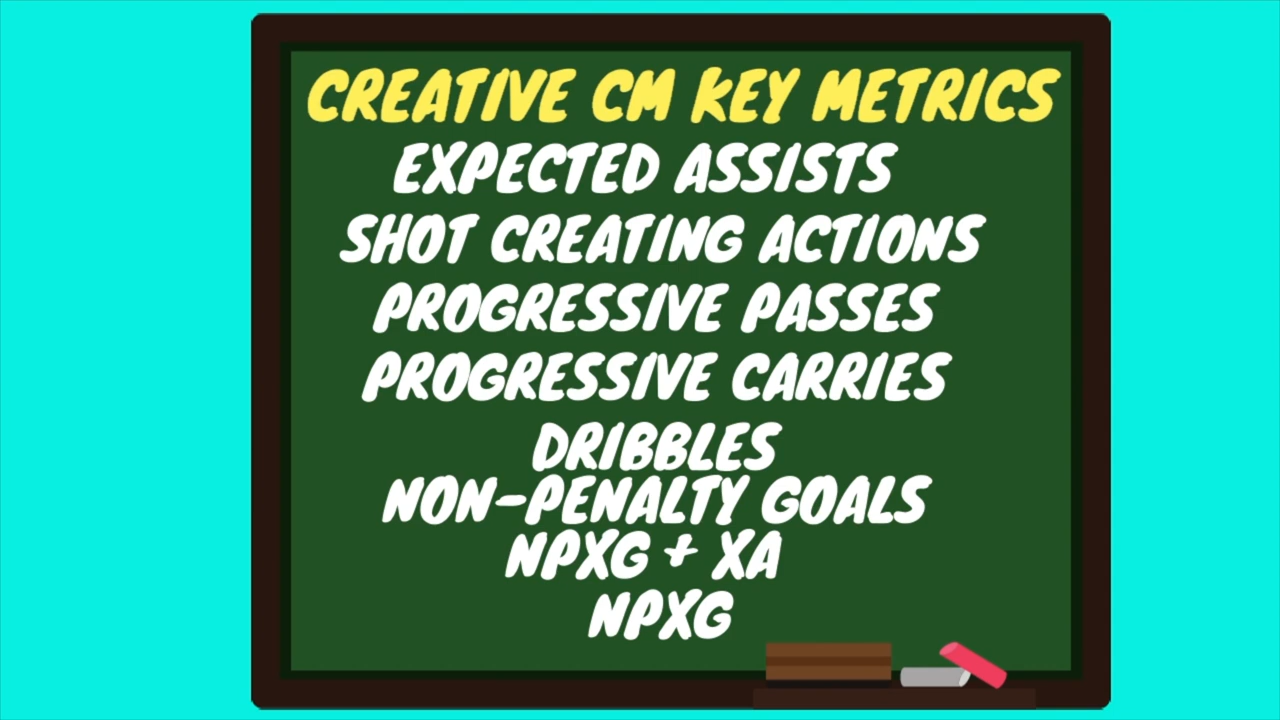 CREATIVE CM KEY METRICS
EXPECTED ASSISTS
SHOT CREATING ACTIONS
PROGRESSIVE PASSES
PROGRESSIVE CARRIES
DRIBBLES
NON-PENALTY GOALS
NPXG + XA
NPXG